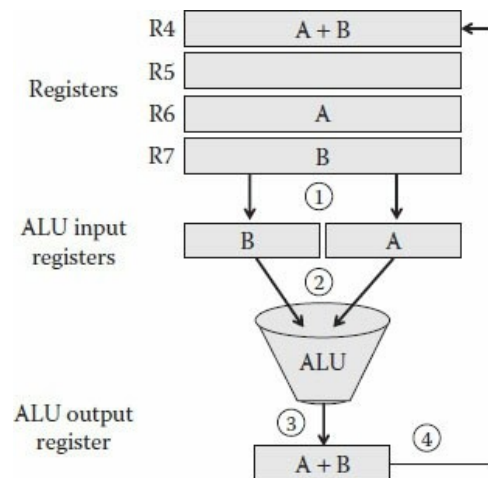 R4 A + B
R5
Registers
R6 A
R7 B
①
ALU input
registers
B A
②
ALU
ALU output
register
③
④
A + B